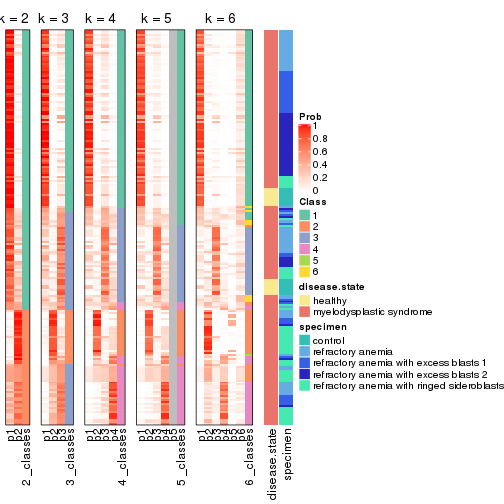 k = 2 k = 3 k = 4 k = 5 k = 6
Prob
1
0.8
0.6
0.4
0.2
0
Class
1
2
3
4
5
6
disease.state
healthy
myelodysplastic syndrome
specimen
control
refractory anemia
refractory anemia with excess blasts 1
refractory anemia with excess blasts 2
refractory anemia with ringed sideroblasts
p1 p2 2_classes p1 p2 p3 3_classes p1 p2 p3 p4 4_classes p1 p2 p3 p4 p5 5_classes p1 p2 p3 p4 p5 p6 6_classes disease.state specimen